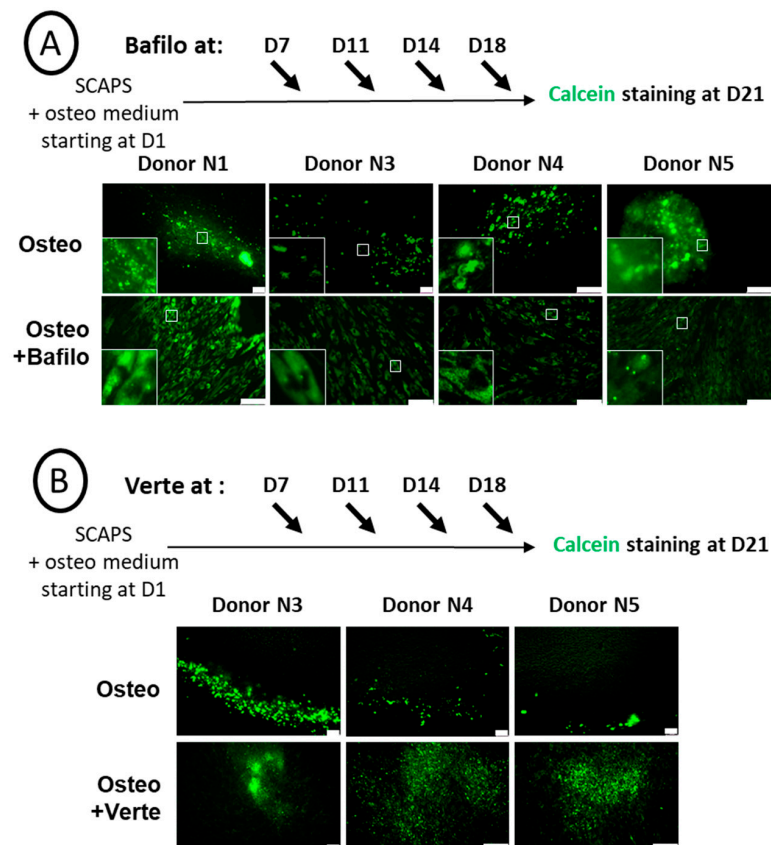 A
Bafilo at: D7 D11 D14 D18
SCAPS
+ osteo medium
starting at D1
Calcein staining at D21
Donor N1 Donor N3 Donor N4 Donor N5
Osteo
Osteo
+Bafilo
B
Verte at : D7 D11 D14 D18
SCAPS
+ osteo medium
starting at D1
Calcein staining at D21
Donor N3 Donor N4 Donor N5
Osteo
Osteo
+Verte